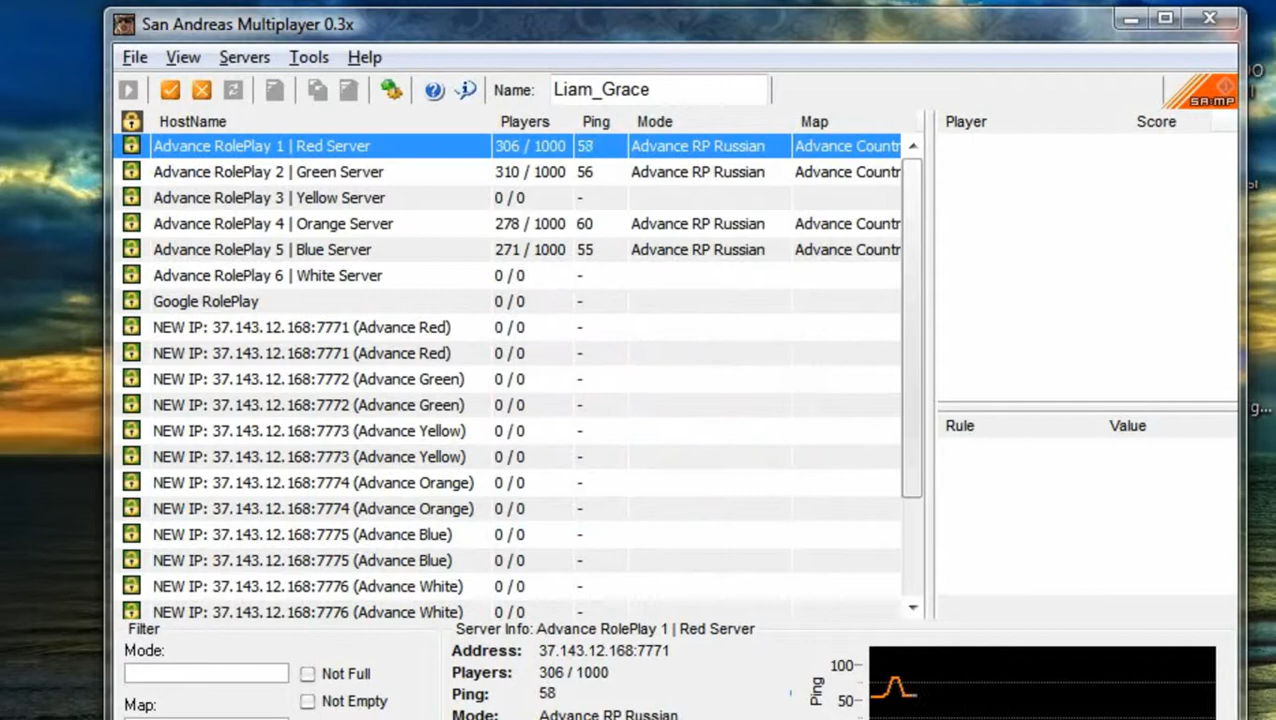 San Andreas Multiplayer 0.3x
File View Servers Tools Help
Name: Liam_Grace
SA:MP
HostName Players Ping Mode Map Player Score
Advance RolePlay 1 | Red Server 306 / 1000 58 Advance RP Russian Advance Countr
Advance RolePlay 2 | Green Server 310 / 1000 56 Advance RP Russian Advance Countr
Advance RolePlay 3 | Yellow Server 0 / 0 -
Advance RolePlay 4 | Orange Server 278 / 1000 60 Advance RP Russian Advance Countr
Advance RolePlay 5 | Blue Server 271 / 1000 55 Advance RP Russian Advance Countr
Advance RolePlay 6 | White Server 0 / 0 -
Google RolePlay 0 / 0 -
NEW IP: 37.143.12.168:7771 (Advance Red) 0 / 0 -
NEW IP: 37.143.12.168:7771 (Advance Red) 0 / 0 -
NEW IP: 37.143.12.168:7772 (Advance Green) 0 / 0 -
NEW IP: 37.143.12.168:7772 (Advance Green) 0 / 0 -
Rule Value
NEW IP: 37.143.12.168:7773 (Advance Yellow) 0 / 0 -
NEW IP: 37.143.12.168:7773 (Advance Yellow) 0 / 0 -
NEW IP: 37.143.12.168:7774 (Advance Orange) 0 / 0 -
NEW IP: 37.143.12.168:7774 (Advance Orange) 0 / 0 -
NEW IP: 37.143.12.168:7775 (Advance Blue) 0 / 0 -
NEW IP: 37.143.12.168:7775 (Advance Blue) 0 / 0 -
NEW IP: 37.143.12.168:7776 (Advance White) 0 / 0 -
NEW IP: 37.143.12.168:7776 (Advance White) 0 / 0 -
Filter
Mode:
Not Full
Map:
Not Empty
Server Info: Advance RolePlay 1 | Red Server
Address: 37.143.12.168:7771
Players: 306 / 1000
Ping: 58
Mode: Advance RP Russian
Ping
100
50
g...